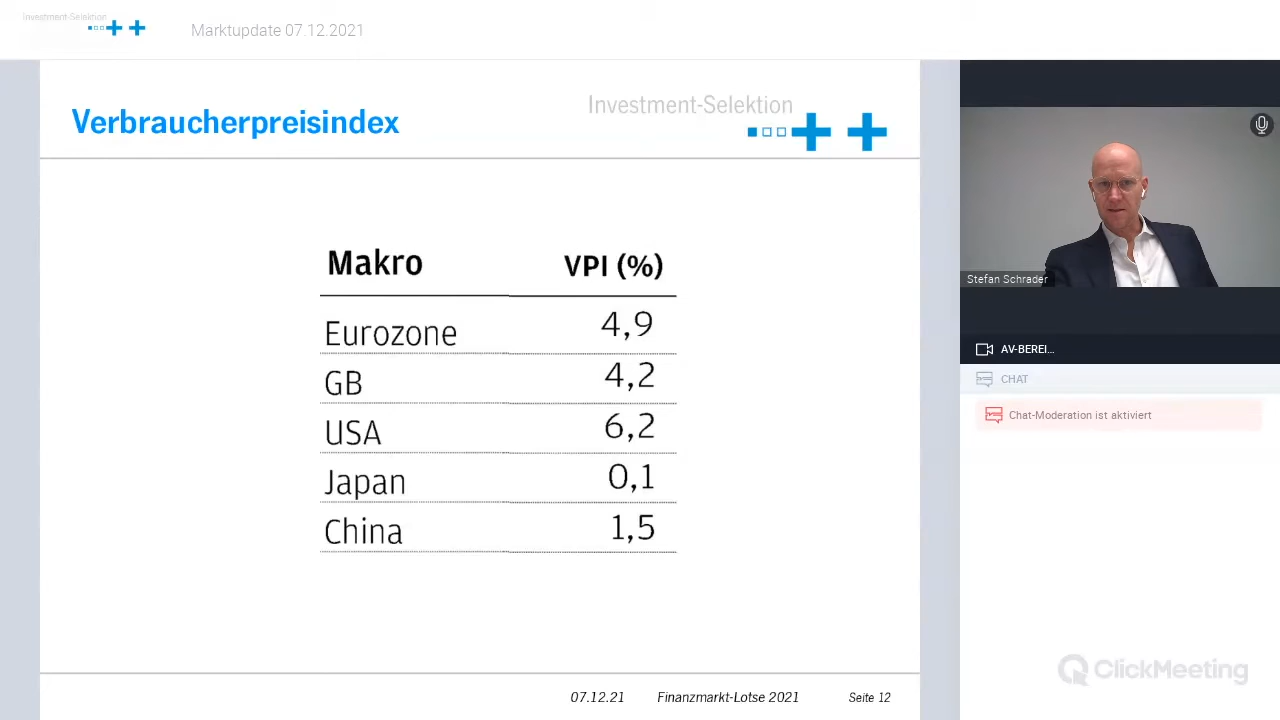 Investment-Selektion
Marktupdate 07.12.2021
Verbraucherpreisindex
Investment-Selektion
Makro VPI (%)
Eurozone 4,9
GB 4,2
USA 6,2
Japan 0,1
China 1,5
07.12.21 Finanzmarkt-Lotse 2021 Seite 12
Stefan Schrader
AV-BEREI...
CHAT
Chat-Moderation ist aktiviert
ClickMeeting